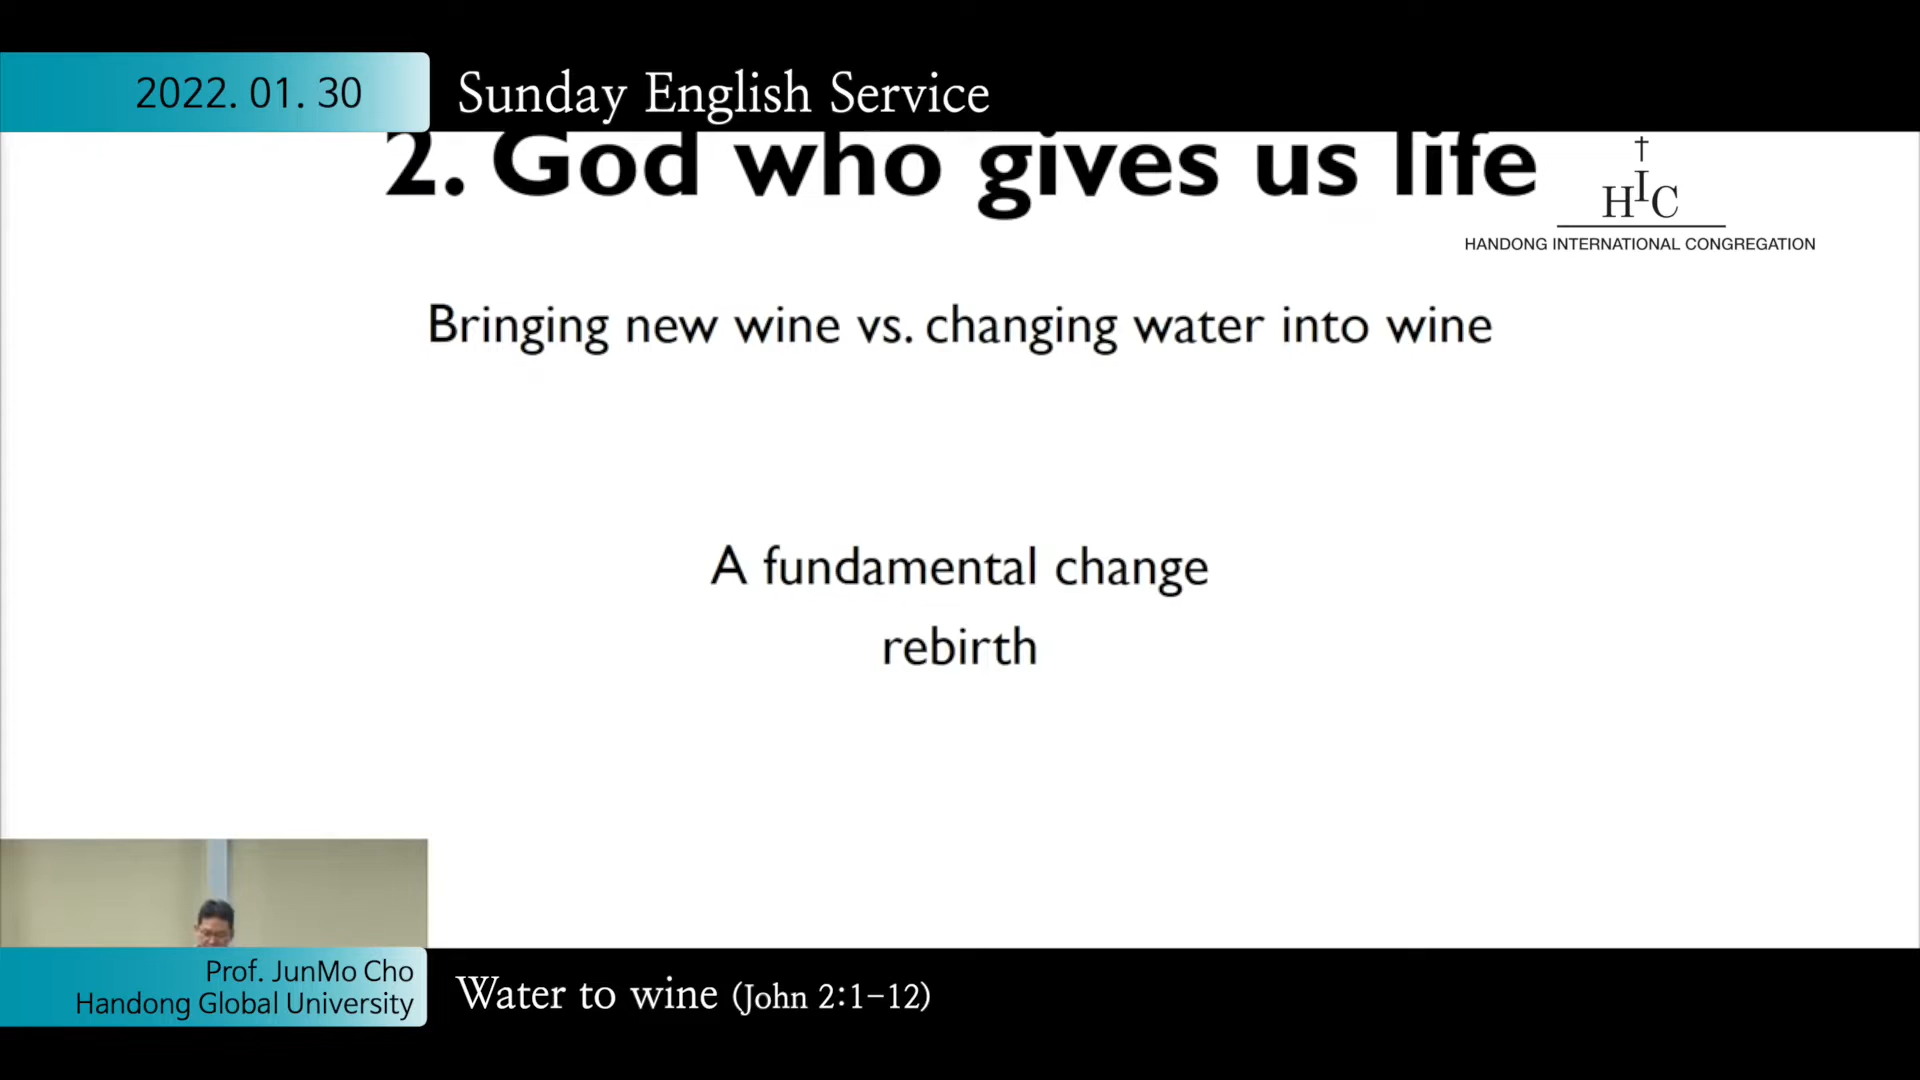 2022. 01. 30
Sunday English Service
2. God who gives us life
HIC
HANDONG INTERNATIONAL CONGREGATION
Bringing new wine vs. changing water into wine
A fundamental change
rebirth
Prof. JunMo Cho
Handong Global University
Water to wine (John 2:1-12)